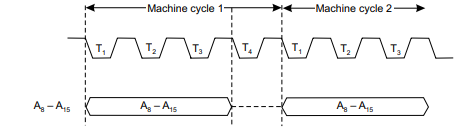 Machine cycle 1 Machine cycle 2
T₁ T₂ T₃ T₄ T₁ T₂ T₃
A₈ – A₁₅ A₈ – A₁₅ A₈ – A₁₅